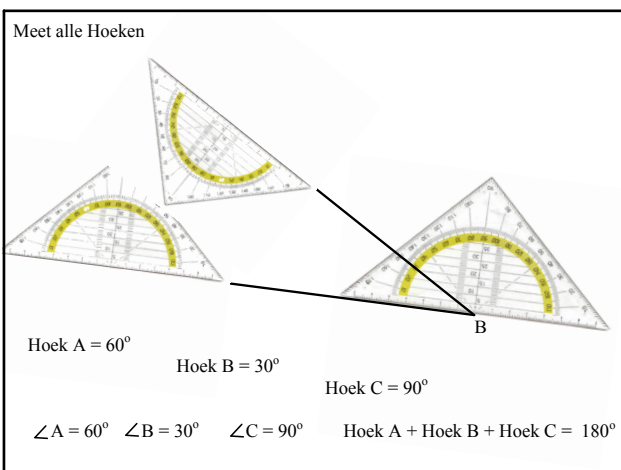 Meet alle Hoeken
B
Hoek A = 60°
Hoek B = 30°
Hoek C = 90°
∠A = 60° ∠B = 30° ∠C = 90° Hoek A + Hoek B + Hoek C = 180°